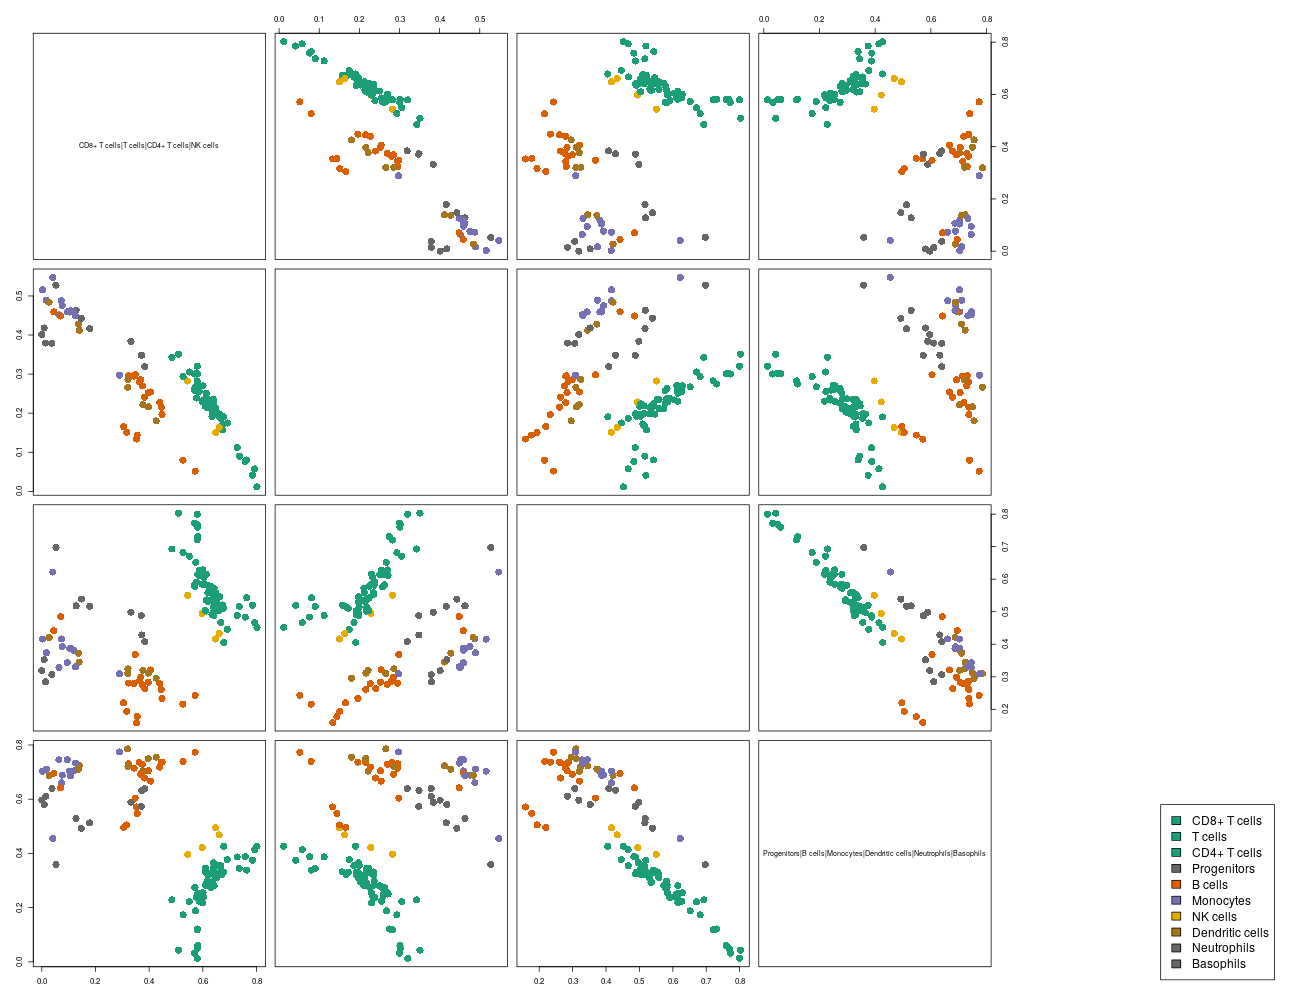 0.0 0.1 0.2 0.3 0.4 0.5
0.0 0.2 0.4 0.6 0.8
CD8+ T cells|T cells|CD4+ T cells|NK cells
0.0 0.2 0.4 0.6 0.8
0.0 0.1 0.2 0.3 0.4 0.5
0.2 0.3 0.4 0.5 0.6 0.7 0.8
0.0 0.2 0.4 0.6 0.8
Progenitors|B cells|Monocytes|Dendritic cells|Neutrophils|Basophils
0.0 0.2 0.4 0.6 0.8
0.2 0.3 0.4 0.5 0.6 0.7 0.8
CD8+ T cells
T cells
CD4+ T cells
Progenitors
B cells
Monocytes
NK cells
Dendritic cells
Neutrophils
Basophils